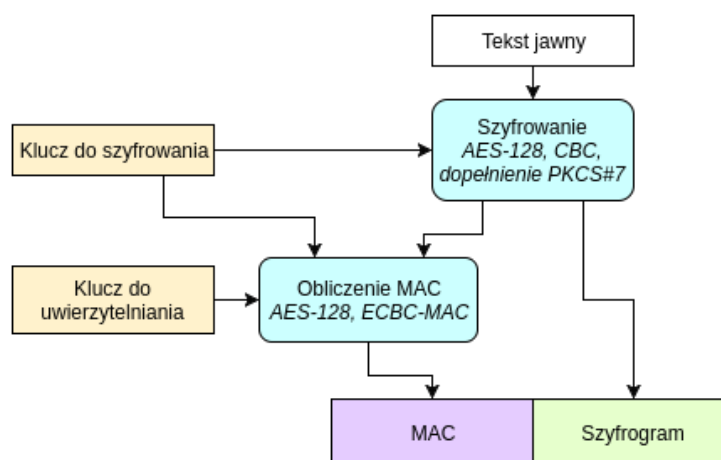 Tekst jawny
Szyfrowanie
AES-128, CBC,
dopełnienie PKCS#7
Klucz do szyfrowania
Klucz do
uwierzytelniania
Obliczenie MAC
AES-128, ECBC-MAC
MAC
Szyfrogram